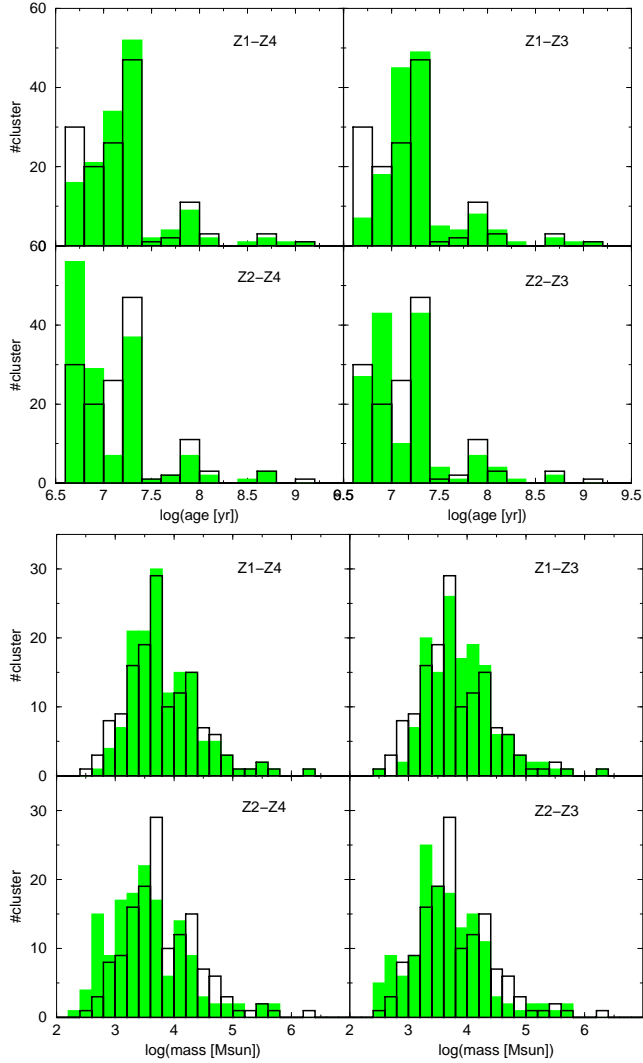 60
Z1−Z4
Z1−Z3
40
#cluster
20
0
60
Z2−Z4
Z2−Z3
40
#cluster
20
0
6.5 7 7.5 8 8.5 9 9.5 7 7.5 8 8.5 9 9.5
log(age [yr]) log(age [yr])
Z1−Z4
Z1−Z3
30
#cluster
20
10
0
Z2−Z4
Z2−Z3
30
#cluster
20
10
0
2 3 4 5 6 2 3 4 5 6
log(mass [Msun]) log(mass [Msun])